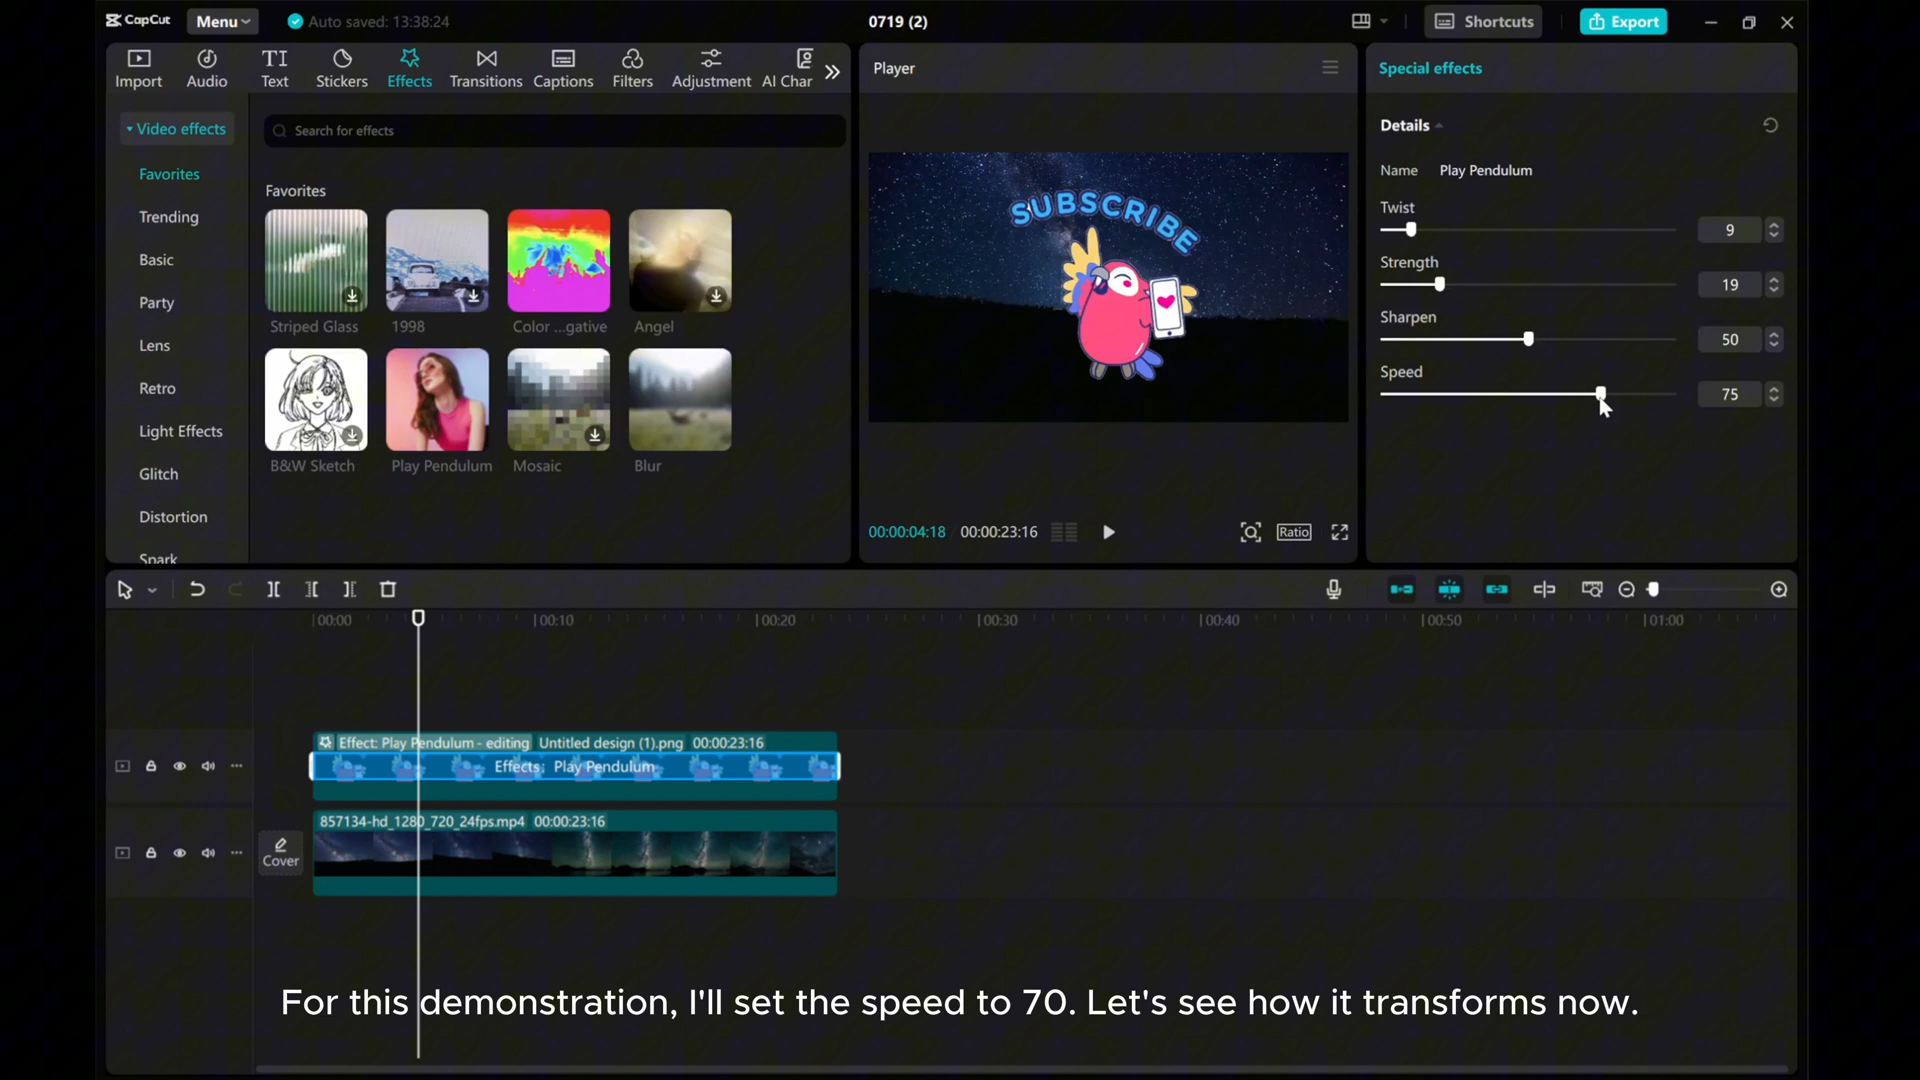 CapCut
Menu
Auto saved: 13:38:24
0719 (2)
Shortcuts
Export
Import
Audio
Text
Stickers
Effects
Transitions
Captions
Filters
Adjustment
AI Char
Player
Special effects
Video effects
Search for effects
Details
Favorites
Name Play Pendulum
Favorites
Trending
Twist
9
Basic
Strength
19
Party
Sharpen
50
Striped Glass
1998
Color ...gative
Angel
Lens
Speed
75
Retro
Light Effects
B&W Sketch
Play Pendulum
Mosaic
Blur
Glitch
Distortion
Spark
SUBSCRIBE
00:00:04:18 00:00:23:16
Ratio
00:00
00:10
00:20
00:30
00:40
00:50
01:00
Effect: Play Pendulum - editing Untitled design (1).png 00:00:23:16
Effects: Play Pendulum
857134-hd_1280_720_24fps.mp4 00:00:23:16
Cover
For this demonstration, I'll set the speed to 70. Let's see how it transforms now.